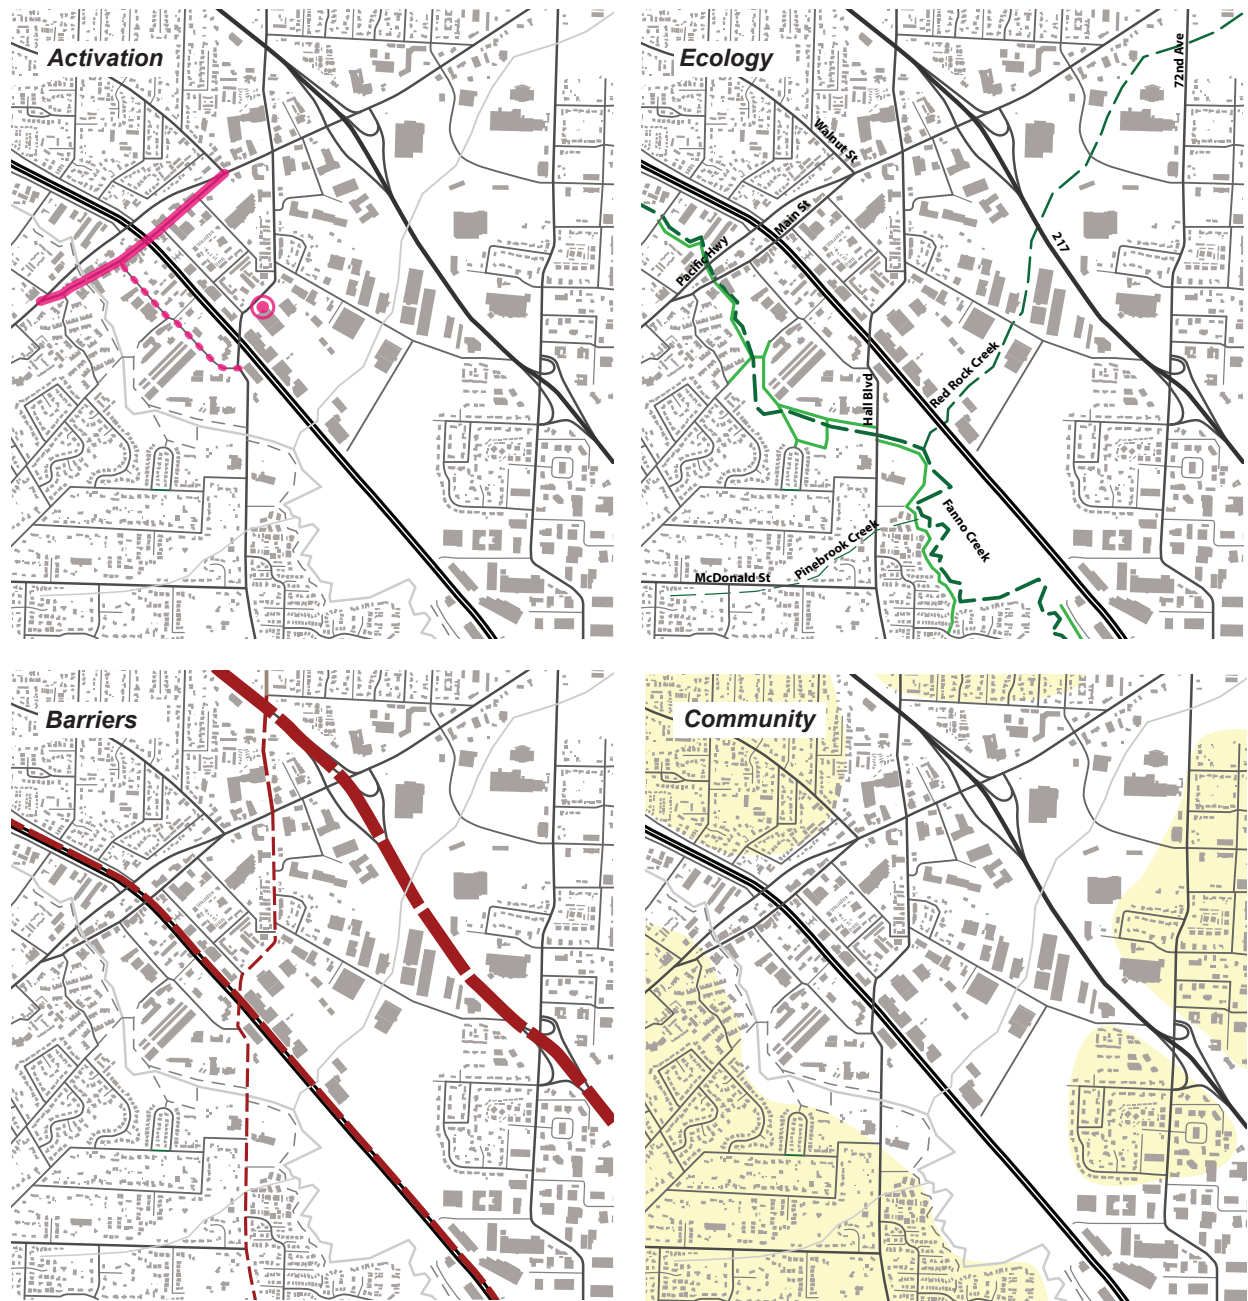 Activation
Ecology
72nd Ave
Walnut St
Main St
Pacific Hwy
217
Red Rock Creek
Hall Blvd
Fanno Creek
Pinebrook Creek
McDonald St
Barriers
Community